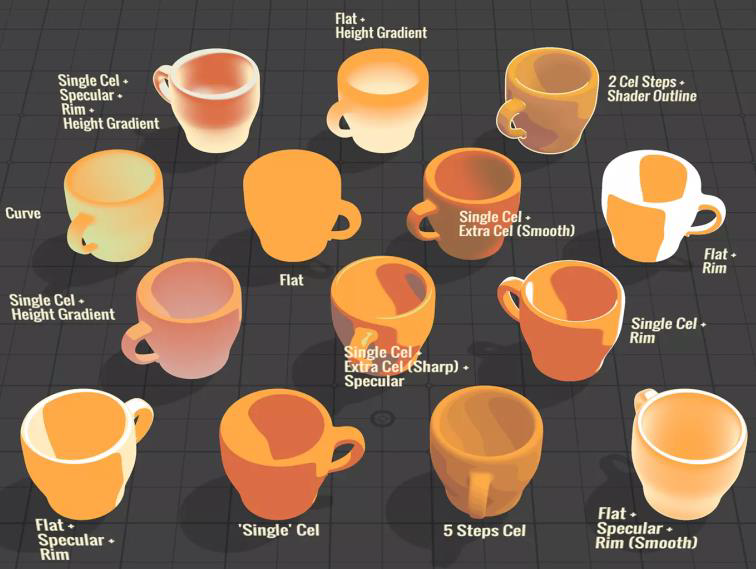 Flat +
Height Gradient
Single Cel +
Specular +
Rim +
Height Gradient
2 Cel Steps +
Shader Outline
Curve
Flat
Single Cel +
Extra Cel (Smooth)
Flat +
Rim
Single Cel +
Height Gradient
Single Cel +
Extra Cel (Sharp) +
Specular
Single Cel +
Rim
Flat +
Specular +
Rim
'Single' Cel
5 Steps Cel
Flat +
Specular +
Rim (Smooth)